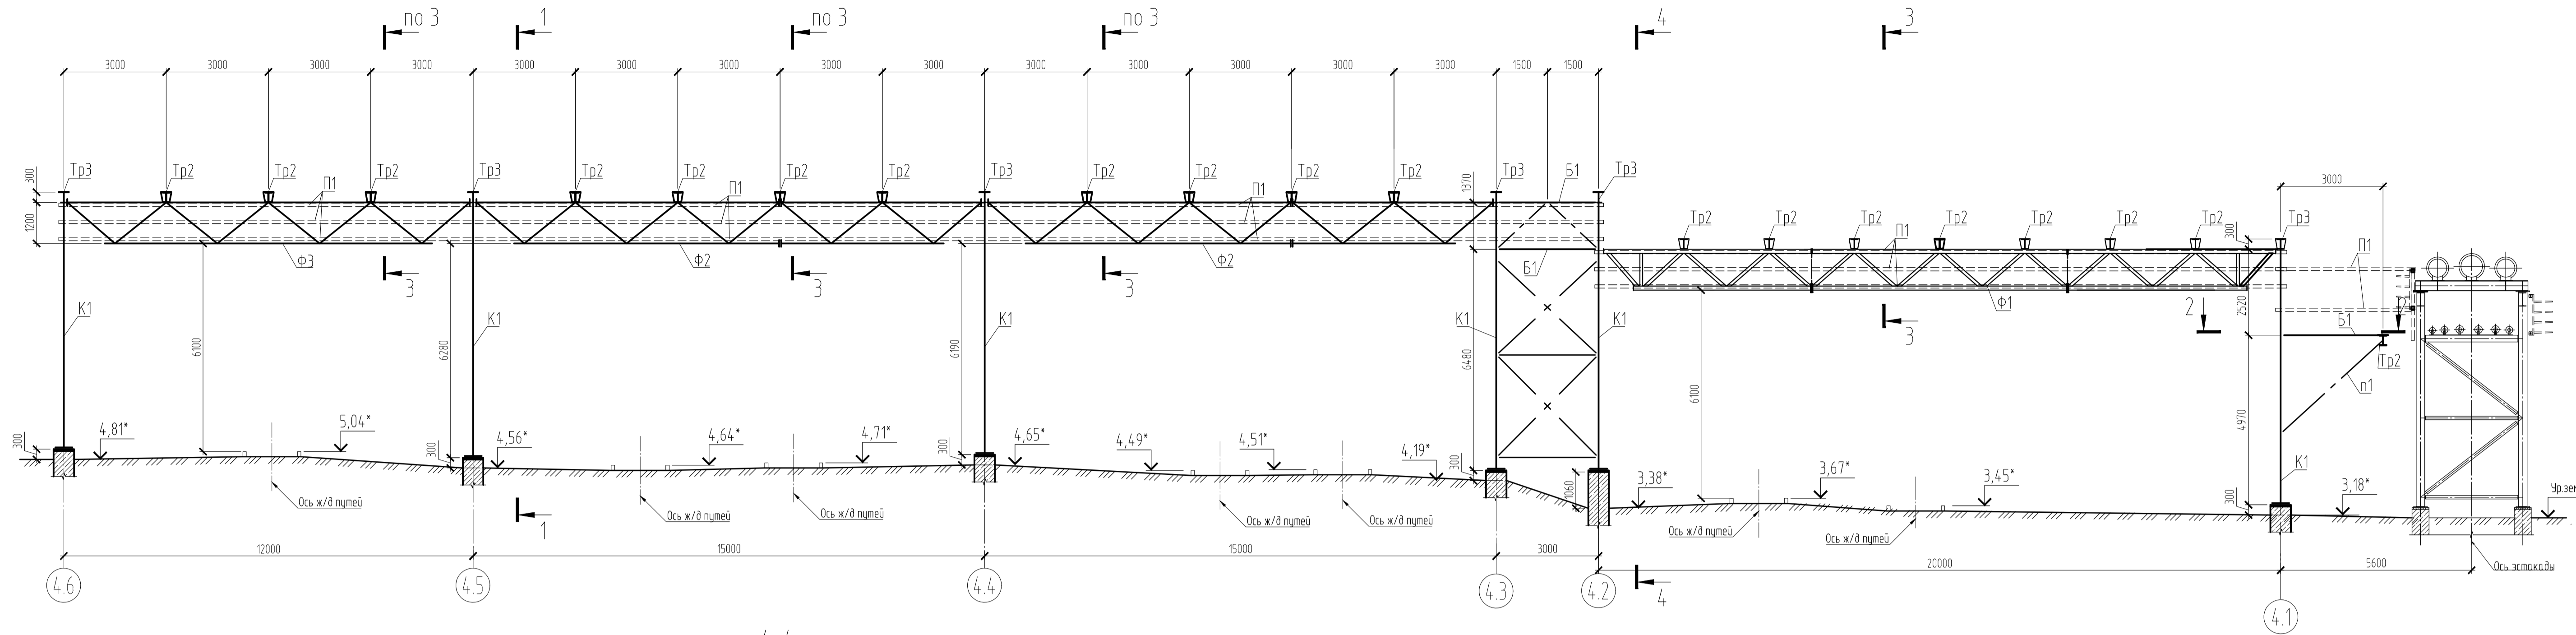 по 3 1 по 3 по 3 4 3
3000 3000 3000 3000 3000 3000 3000 3000 3000 3000 3000 3000 3000 3000 1500 1500
3000
300 Тр3 Тр2 Тр2 Тр2 Тр3 Тр2 Тр2 Тр2 Тр2 Тр3 Тр2 Тр2 Тр2 Тр2 1370 Тр3 Б1 Тр3
П1 П1 П1
1200
Тр2 Тр2 Тр2 Тр2 Тр2 Тр2 Тр2 300 Тр3
П1 П1
Ф3 Ф2 Ф2 Б1
3 3 3
Ф1
К1 К1 К1 К1 К1
3 2 2520 Б1 2
6100 6280 6190 6480 6100
Тр2
п1
4970
300 4,81* 5,04* 300 4,56* 4,64* 4,71* 300 4,65* 4,49* 4,51* 4,19* 300
1060 3,38* 3,67* 3,45* 300 К1 3,18* Ур.зем
Ось ж/д путей Ось ж/д путей Ось ж/д путей Ось ж/д путей Ось ж/д путей Ось ж/д путей Ось ж/д путей
1
12000 15000 15000 3000
20000 5600 Ось эстакады
4.6 4.5 4.4 4.3 4.2 4 4.1